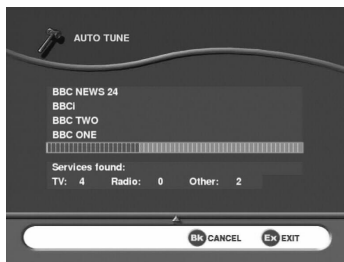 AUTO TUNE
BBC NEWS 24
BBCI
BBC TWO
BBC ONE
Services found:
TV: 4 Radio: 0 Other: 2
Bk CANCEL Ex EXIT